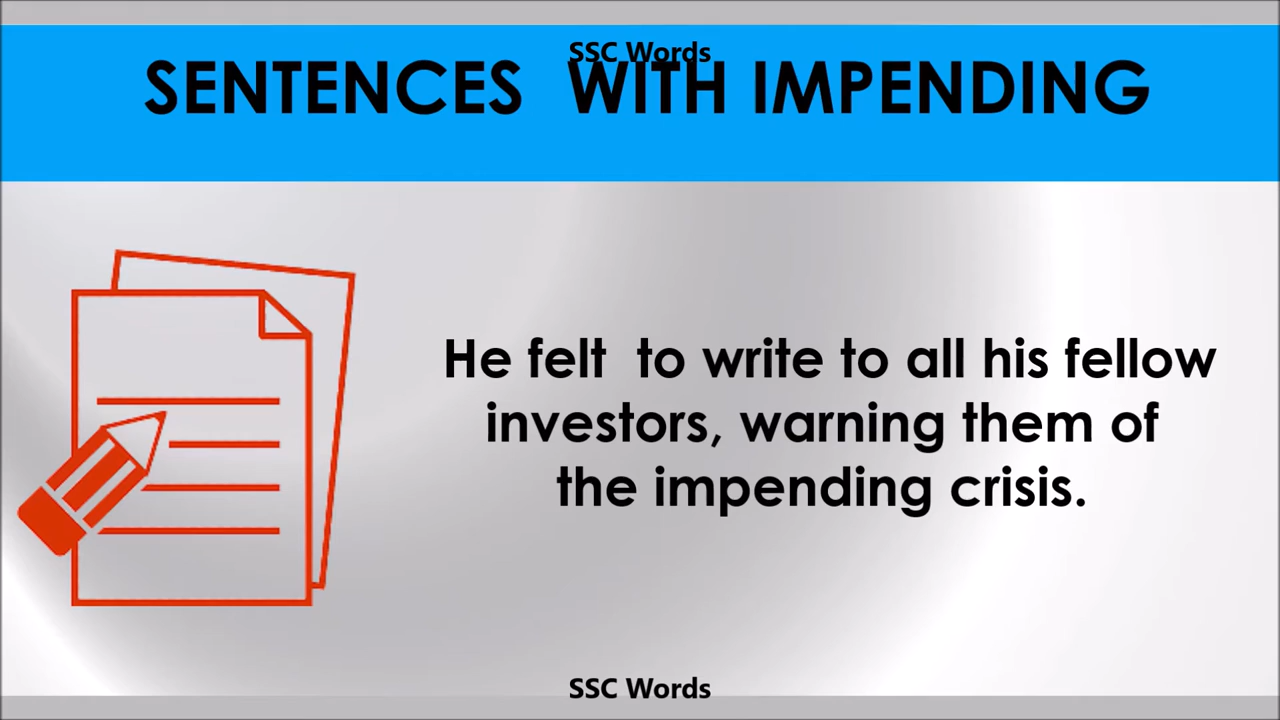 SSC Words
SENTENCES WITH IMPENDING
He felt to write to all his fellow
investors, warning them of
the impending crisis.
SSC Words